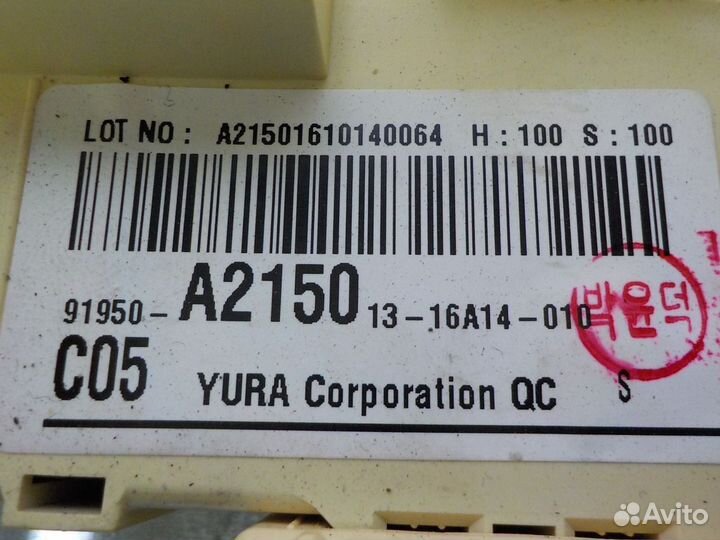 LOT NO : A21501610140064 H : 100 S : 100
91950- A2150 13-16A14-010
C05 YURA Corporation QC S
박윤덕
Avito